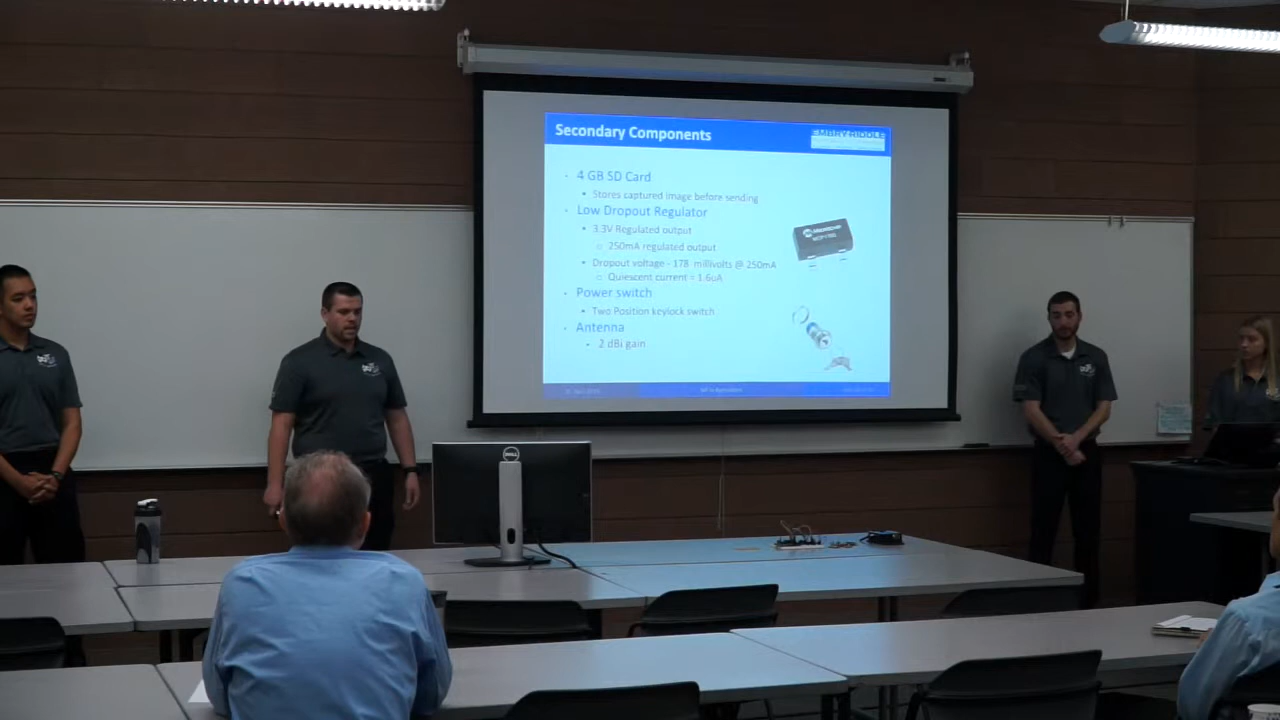 Secondary Components
EMBRY-RIDDLE
4 GB SD Card
Stores captured image before sending
Low Dropout Regulator
3.3V Regulated output
250mA regulated output
Dropout voltage - 178 millivolts @ 250mA
Quiescent current = 1.6uA
Power switch
Two Position keylock switch
Antenna
2 dBi gain
MICROCHIP
DELL